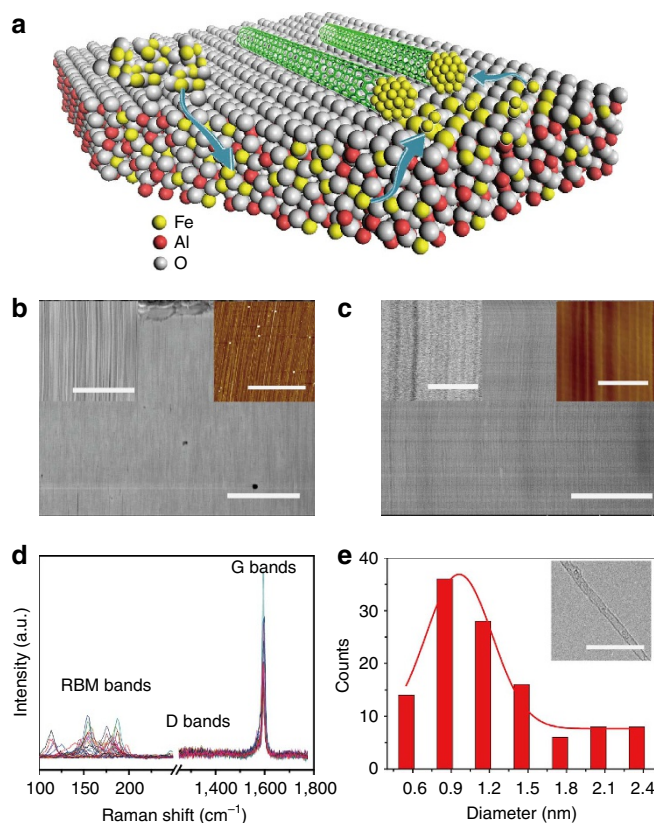 a
Fe
Al
O
b
c
d
G bands
RBM bands
D bands
Intensity (a.u.)
100 150 200 1,400 1,600 1,800
Raman shift (cm⁻¹)
e
40
30
20
10
0
Counts
0.6 0.9 1.2 1.5 1.8 2.1 2.4
Diameter (nm)